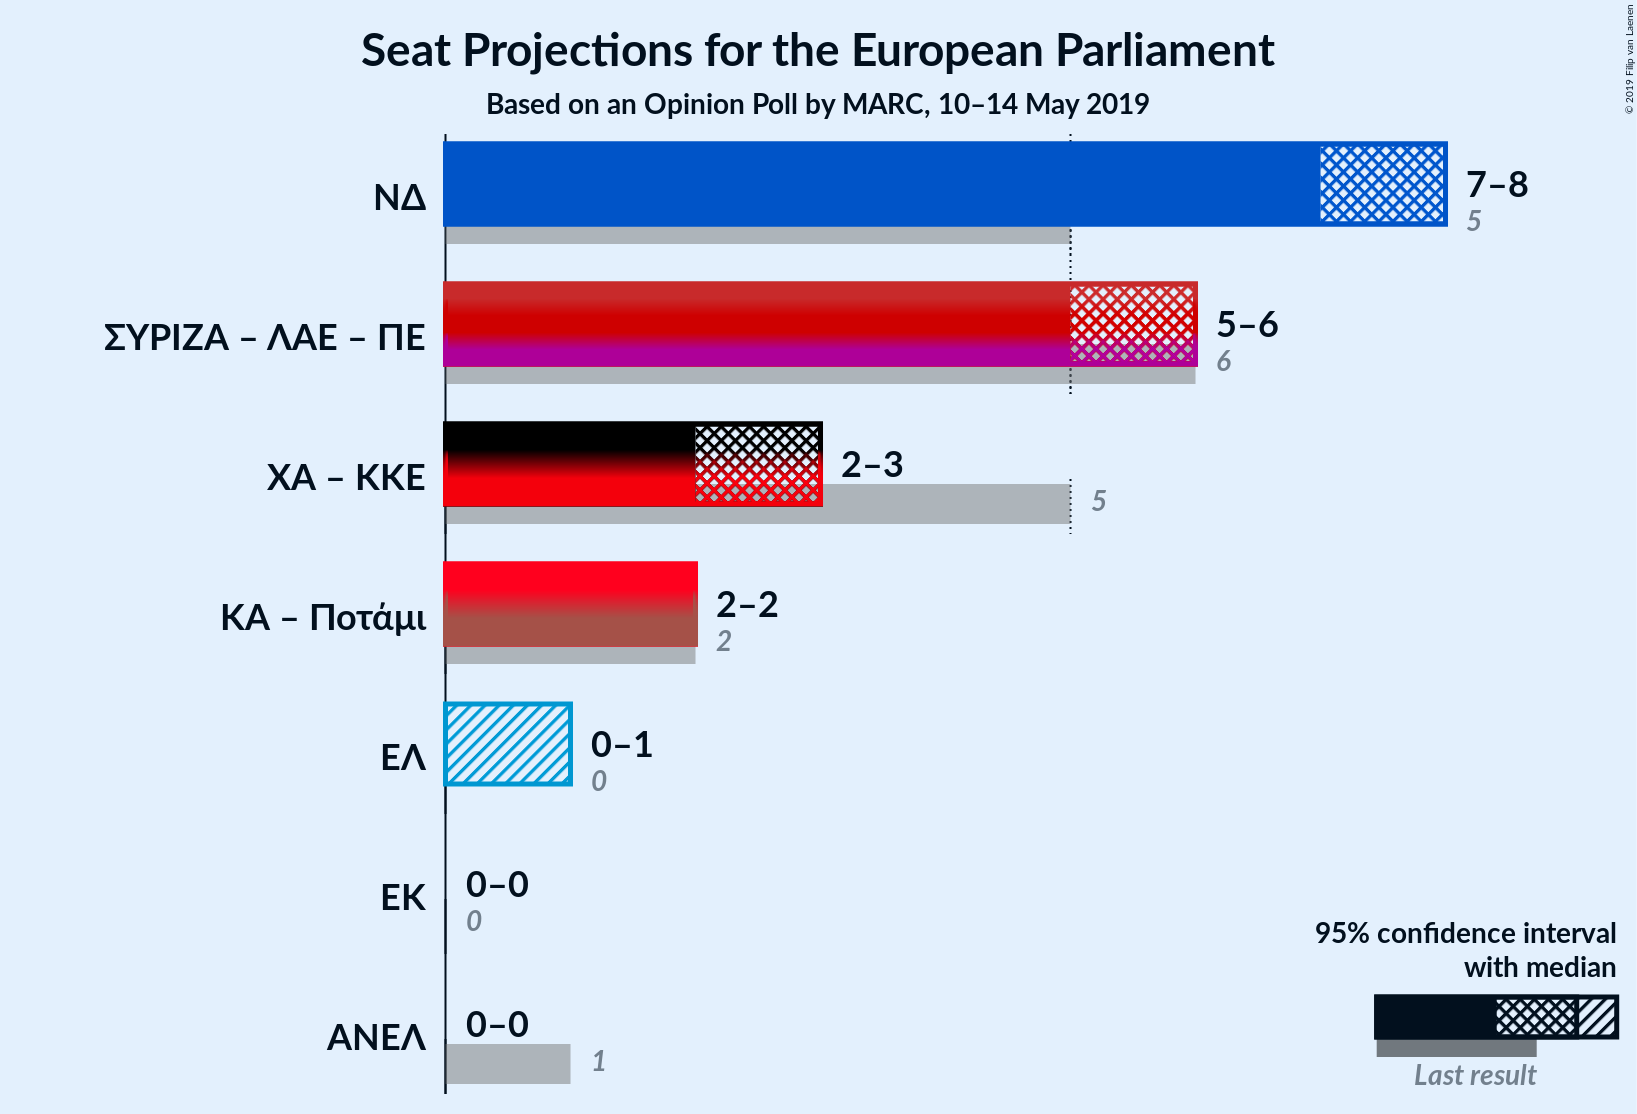 Seat Projections for the European Parliament
Based on an Opinion Poll by MARC, 10–14 May 2019
© 2019 Filip van Laenen
ΝΔ
7–8
5
ΣΥΡΙΖΑ – ΛΑΕ – ΠΕ
5–6
6
ΧΑ – ΚΚΕ
2–3
5
ΚΑ – Ποτάμι
2–2
2
ΕΛ
0–1
0
ΕΚ
0–0
0
ΑΝΕΛ
0–0
1
95% confidence interval
with median
Last result